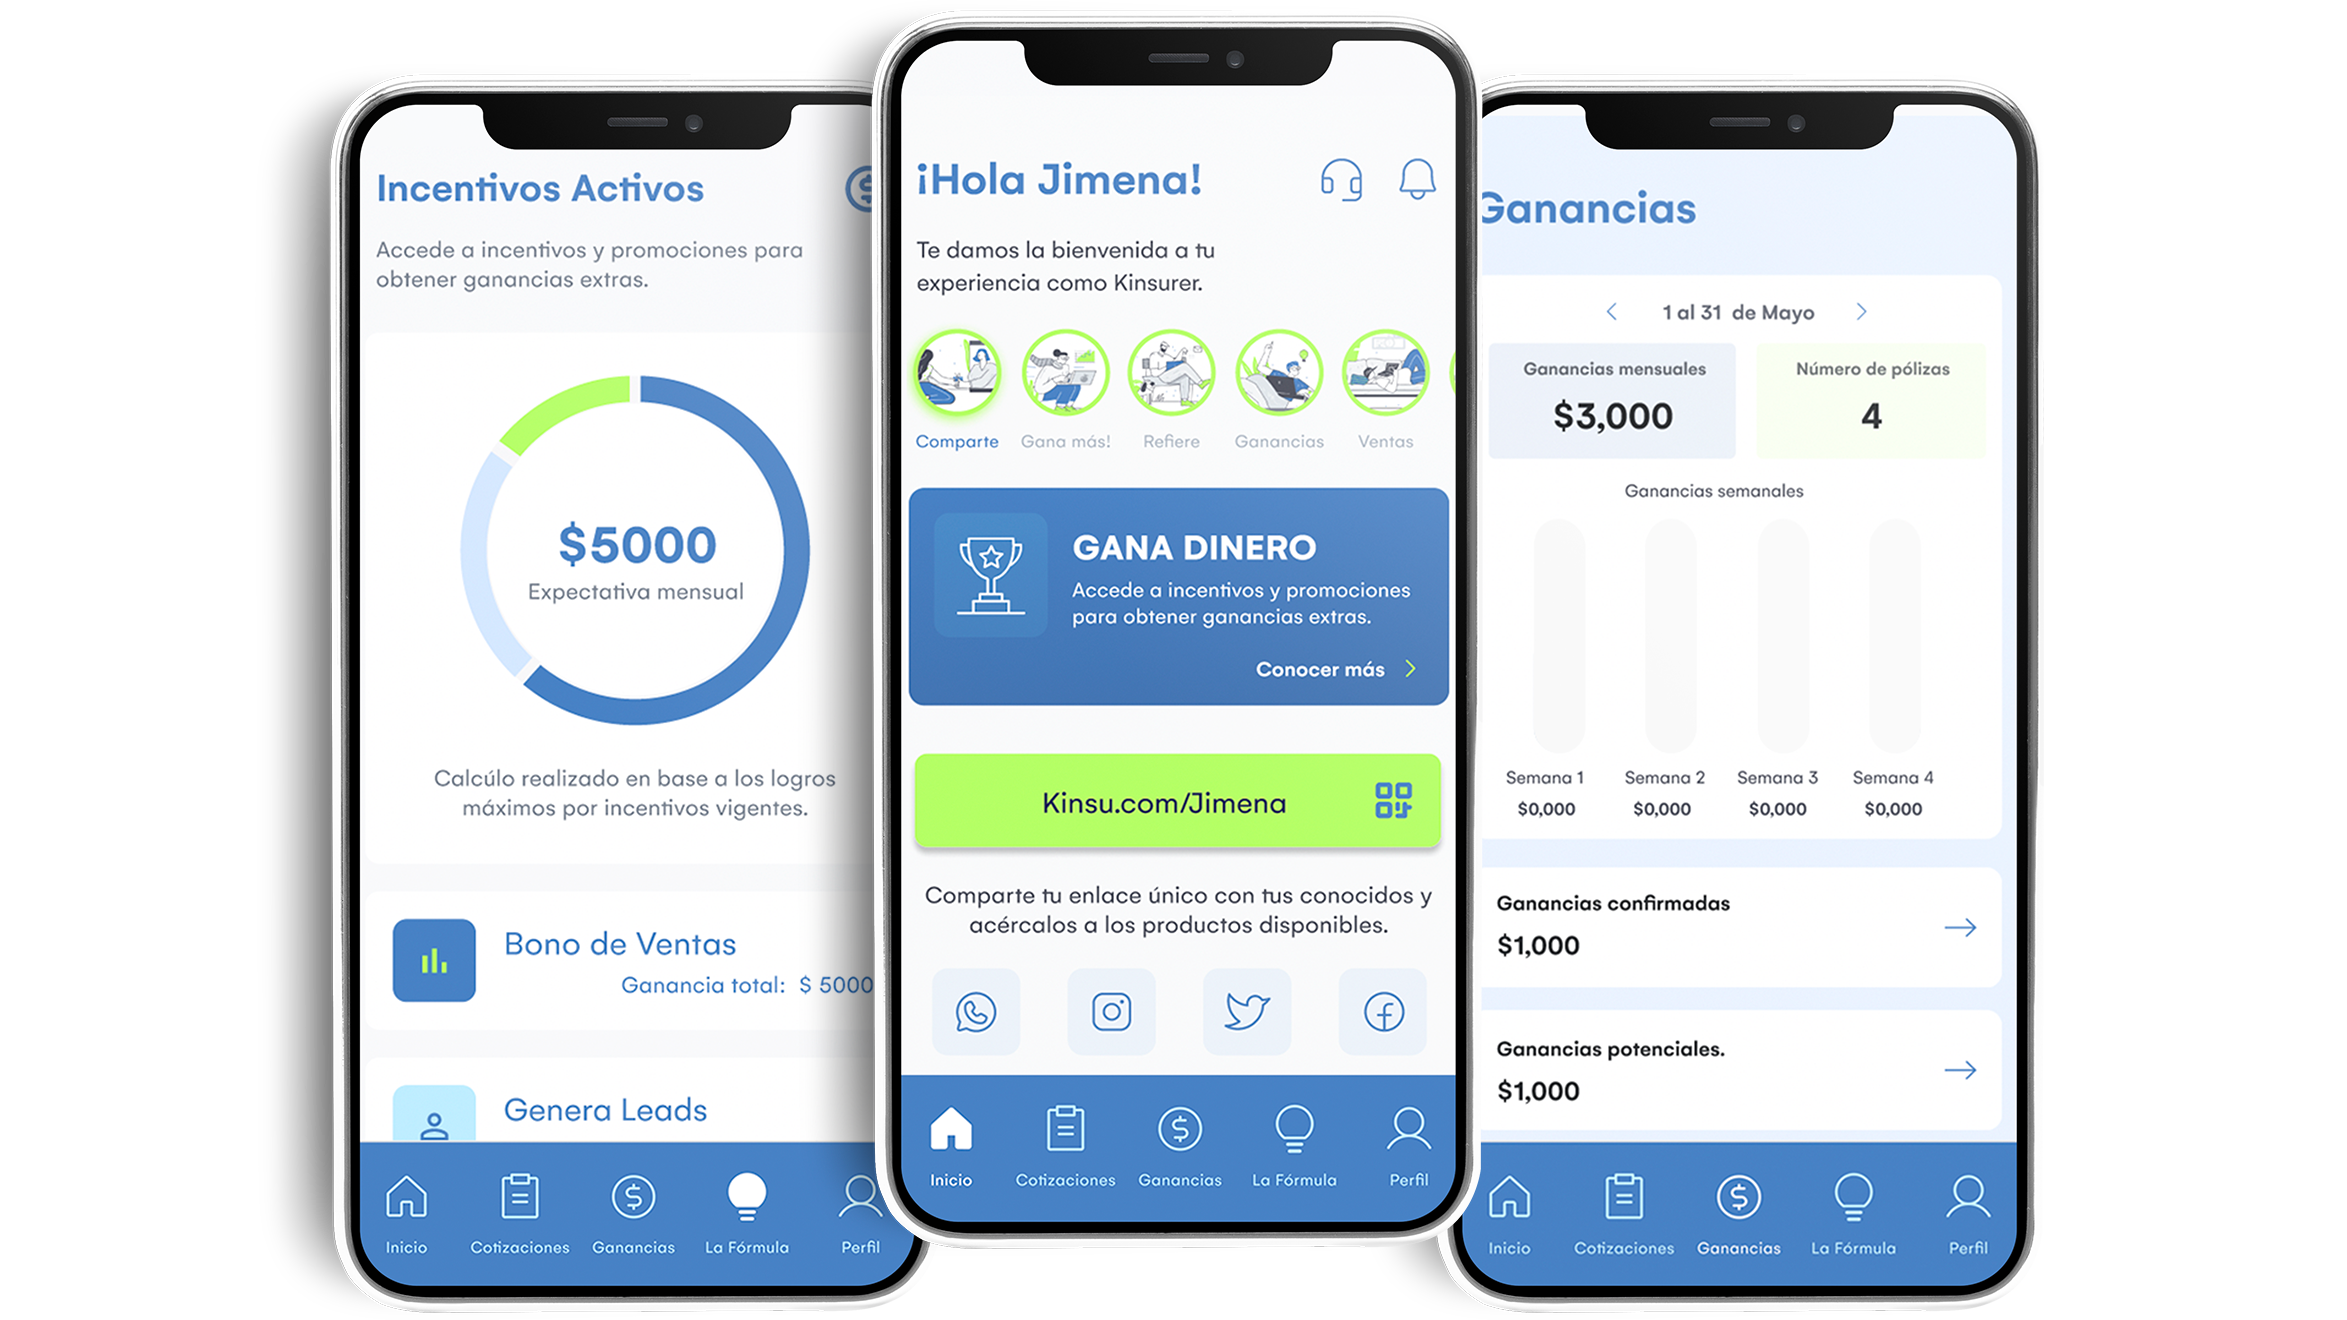 Incentivos Activos
Accede a incentivos y promociones para
obtener ganancias extras.
$5000
Expectativa mensual
Calcúlo realizado en base a los logros
máximos por incentivos vigentes.
Bono de Ventas
Ganancia total: $ 5000
Genera Leads
Inicio
Cotizaciones
Ganancias
La Fórmula
Perfil
¡Hola Jimena!
Te damos la bienvenida a tu
experiencia como Kinsurer.
Comparte
Gana más!
Refiere
Ganancias
Ventas
GANA DINERO
Accede a incentivos y promociones
para obtener ganancias extras.
Conocer más
Kinsu.com/Jimena
Comparte tu enlace único con tus conocidos y
acércalos a los productos disponibles.
Inicio
Cotizaciones
Ganancias
La Fórmula
Perfil
Ganancias
1 al 31 de Mayo
Ganancias mensuales
$3,000
Número de pólizas
4
Ganancias semanales
Semana 1
Semana 2
Semana 3
Semana 4
$0,000
$0,000
$0,000
$0,000
Ganancias confirmadas
$1,000
Ganancias potenciales.
$1,000
Inicio
Cotizaciones
Ganancias
La Fórmula
Perfil